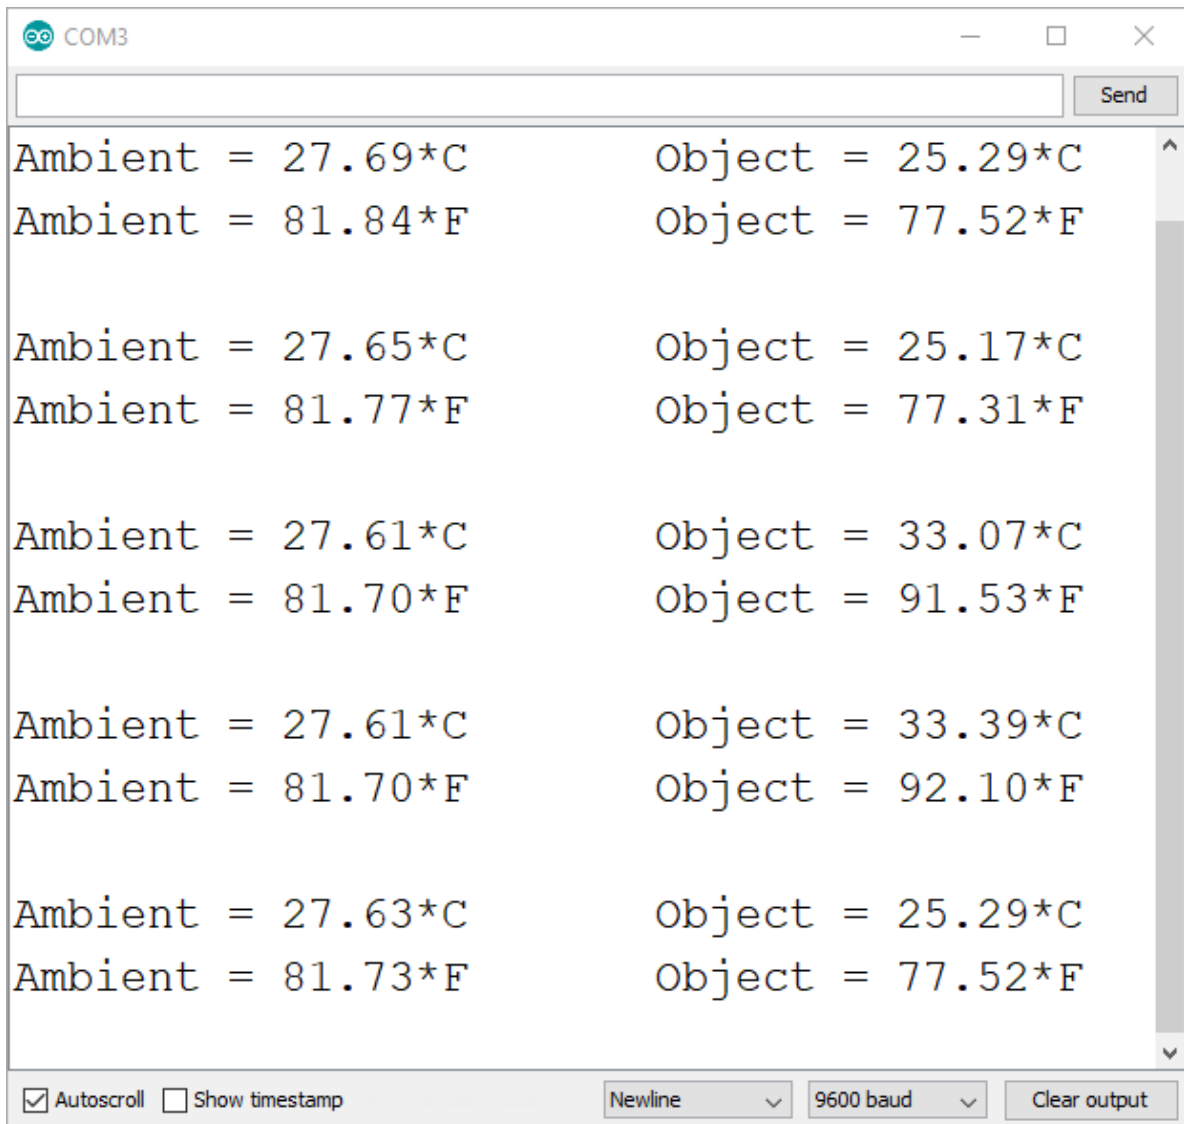 COM3
Send
Ambient = 27.69*C Object = 25.29*C
Ambient = 81.84*F Object = 77.52*F
Ambient = 27.65*C Object = 25.17*C
Ambient = 81.77*F Object = 77.31*F
Ambient = 27.61*C Object = 33.07*C
Ambient = 81.70*F Object = 91.53*F
Ambient = 27.61*C Object = 33.39*C
Ambient = 81.70*F Object = 92.10*F
Ambient = 27.63*C Object = 25.29*C
Ambient = 81.73*F Object = 77.52*F
Autoscroll Show timestamp Newline 9600 baud Clear output